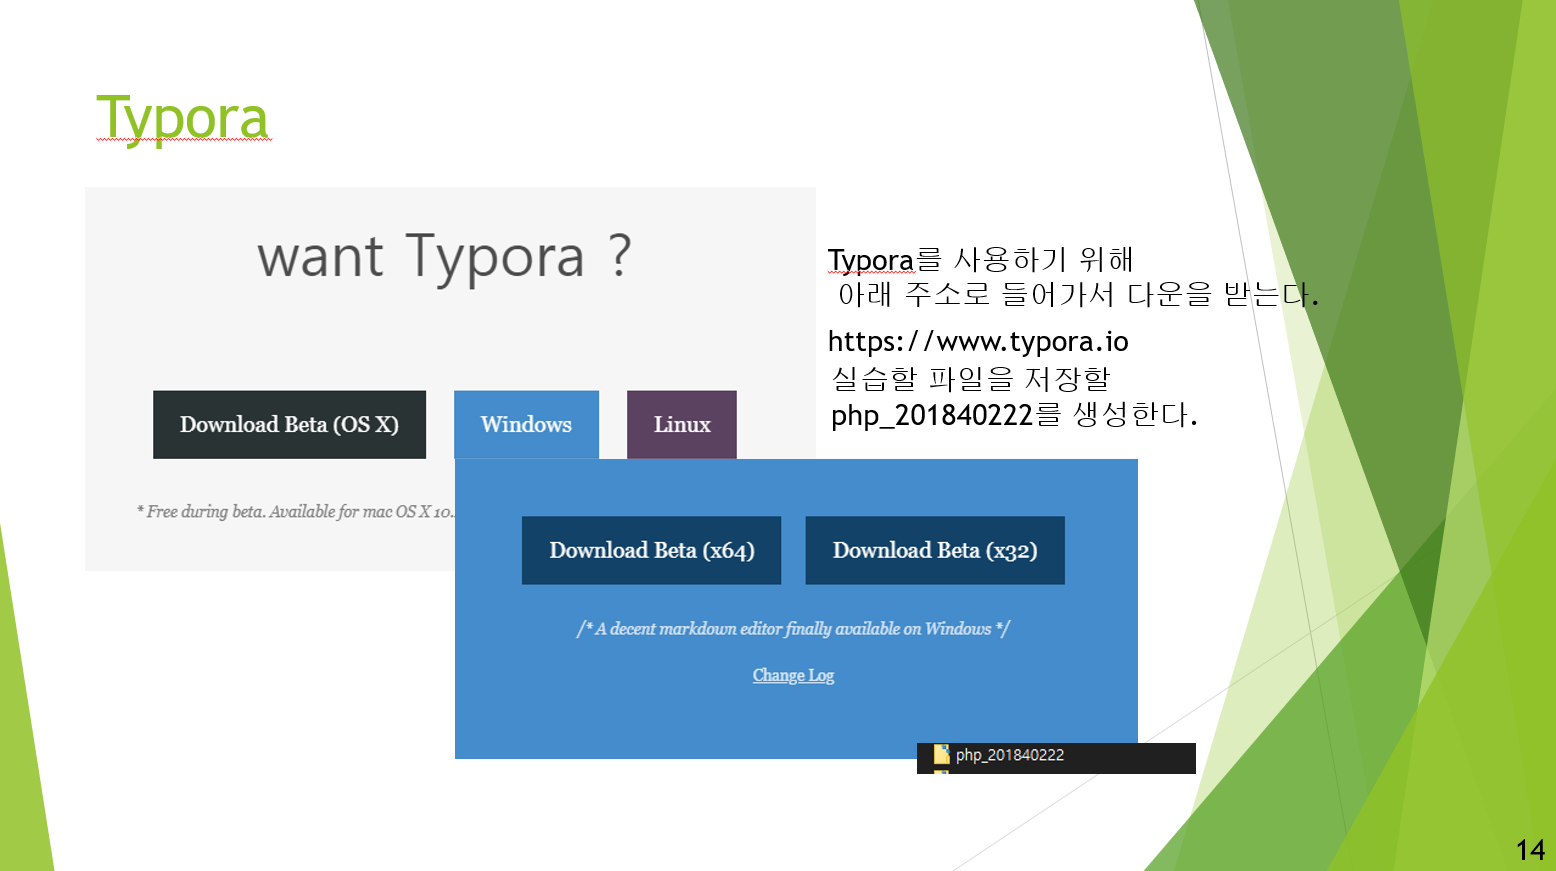 Typora
want Typora ?
Download Beta (OS X)
Windows
Linux
* Free during beta. Available for mac OS X 10.
Typora를 사용하기 위해
아래 주소로 들어가서 다운을 받는다.
https://www.typora.io
실습할 파일을 저장할
php_201840222를 생성한다.
Download Beta (x64)
Download Beta (x32)
/* A decent markdown editor finally available on Windows */
Change Log
php_201840222
14